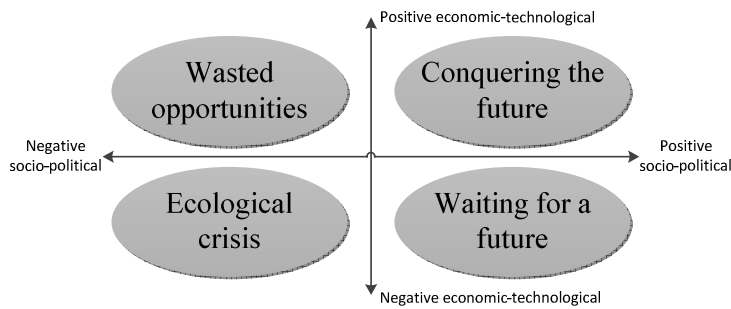 Positive economic-technological
Wasted
opportunities
Conquering the
future
Negative
socio-political
Positive
socio-political
Ecological
crisis
Waiting for a
future
Negative economic-technological